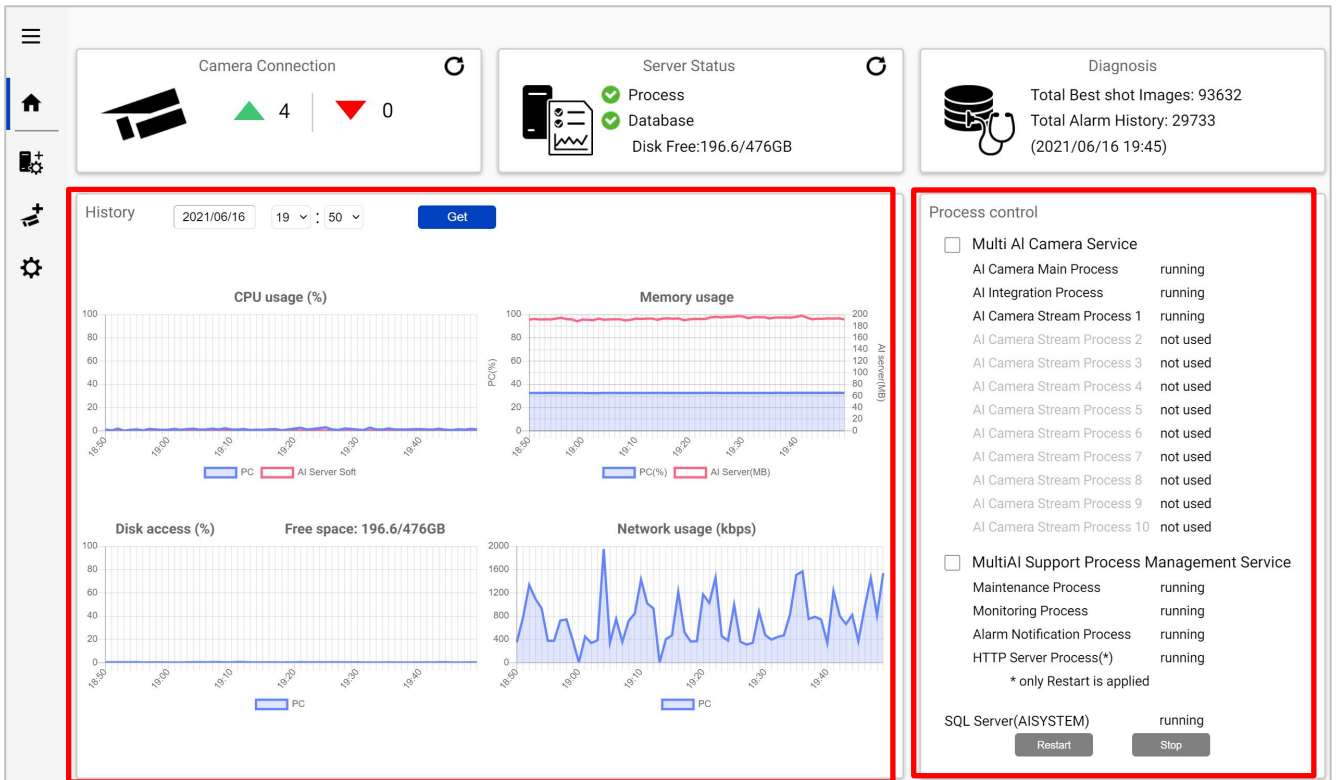 Camera Connection
4
0
Server Status
Process
Database
Disk Free:196.6/476GB
Diagnosis
Total Best shot Images: 93632
Total Alarm History: 29733
(2021/06/16 19:45)
History
2021/06/16
19 : 50
Get
CPU usage (%)
100
80
60
40
20
0
18:50 19:00 19:10 19:20 19:30 19:40
PC AI Server Soft
Memory usage
PC(%)
100
80
60
40
20
0
200
180
160
140
120
100
80
60
40
20
0
AI server(MB)
18:50 19:00 19:10 19:20 19:30 19:40
PC(%) AI Server(MB)
Disk access (%) Free space: 196.6/476GB
100
80
60
40
20
0
18:50 19:00 19:10 19:20 19:30 19:40
PC
Network usage (kbps)
2000
1600
1200
800
400
0
18:50 19:00 19:10 19:20 19:30 19:40
PC
Process control
Multi AI Camera Service
AI Camera Main Process running
AI Integration Process running
AI Camera Stream Process 1 running
AI Camera Stream Process 2 not used
AI Camera Stream Process 3 not used
AI Camera Stream Process 4 not used
AI Camera Stream Process 5 not used
AI Camera Stream Process 6 not used
AI Camera Stream Process 7 not used
AI Camera Stream Process 8 not used
AI Camera Stream Process 9 not used
AI Camera Stream Process 10 not used
MultiAI Support Process Management Service
Maintenance Process running
Monitoring Process running
Alarm Notification Process running
HTTP Server Process(*) running
* only Restart is applied
SQL Server(AISYSTEM) running
Restart Stop